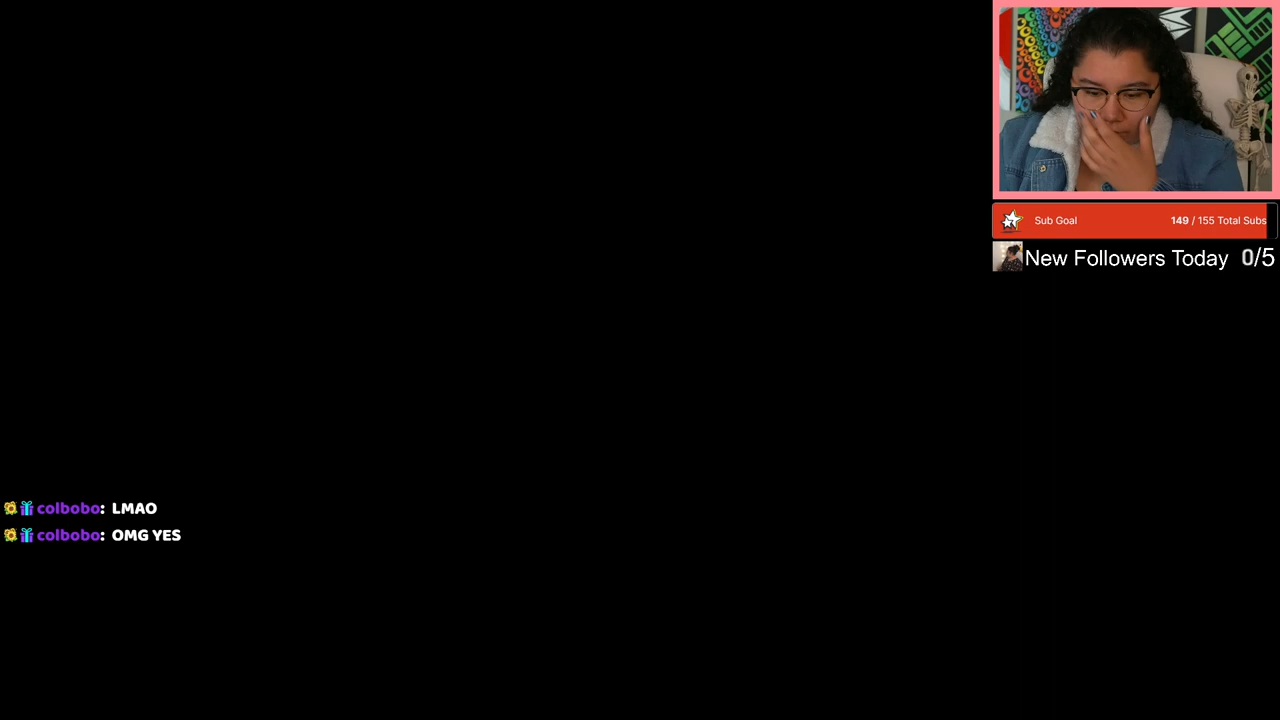 Sub Goal 149 / 155 Total Subs
New Followers Today 0/5
colbobo: LMAO
colbobo: OMG YES